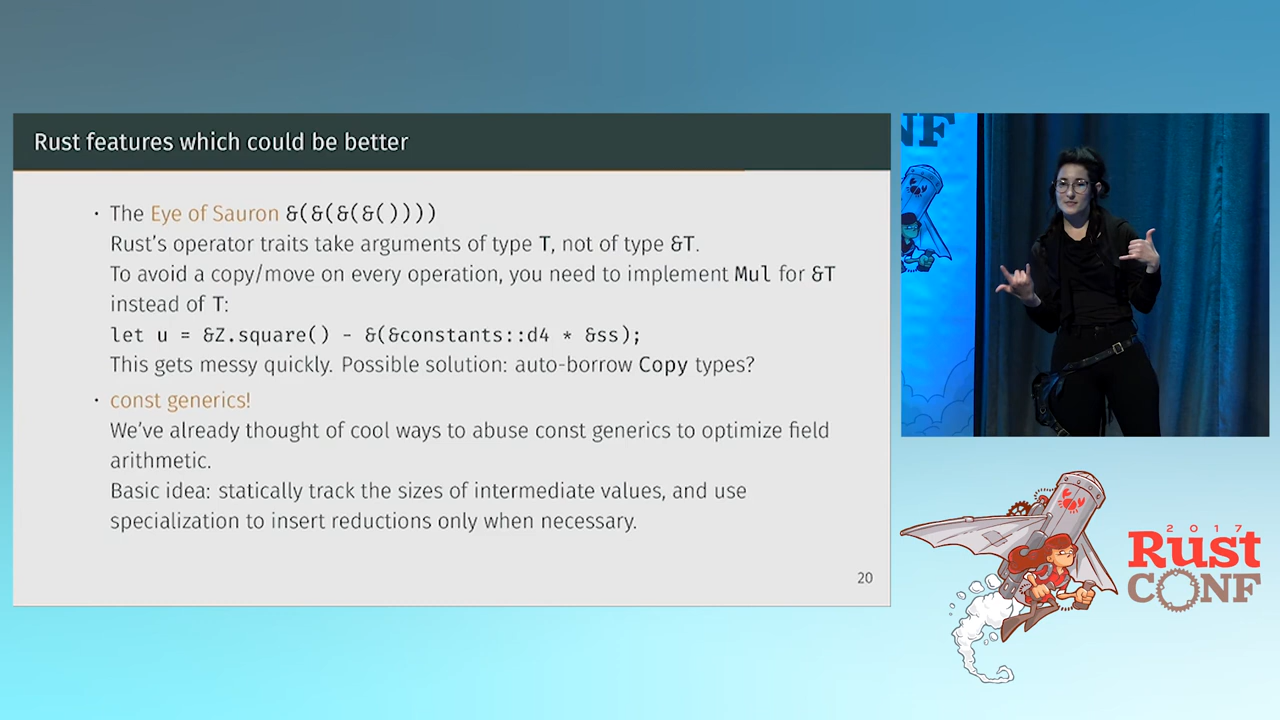 Rust features which could be better
· The Eye of Sauron &(&(&(&())))
Rust's operator traits take arguments of type T, not of type &T.
To avoid a copy/move on every operation, you need to implement Mul for &T
instead of T:
let u = &Z.square() - &(&constants::d4 * &ss);
This gets messy quickly. Possible solution: auto-borrow Copy types?
· const generics!
We've already thought of cool ways to abuse const generics to optimize field
arithmetic.
Basic idea: statically track the sizes of intermediate values, and use
specialization to insert reductions only when necessary.
20
NF
2017
Rust
CONF